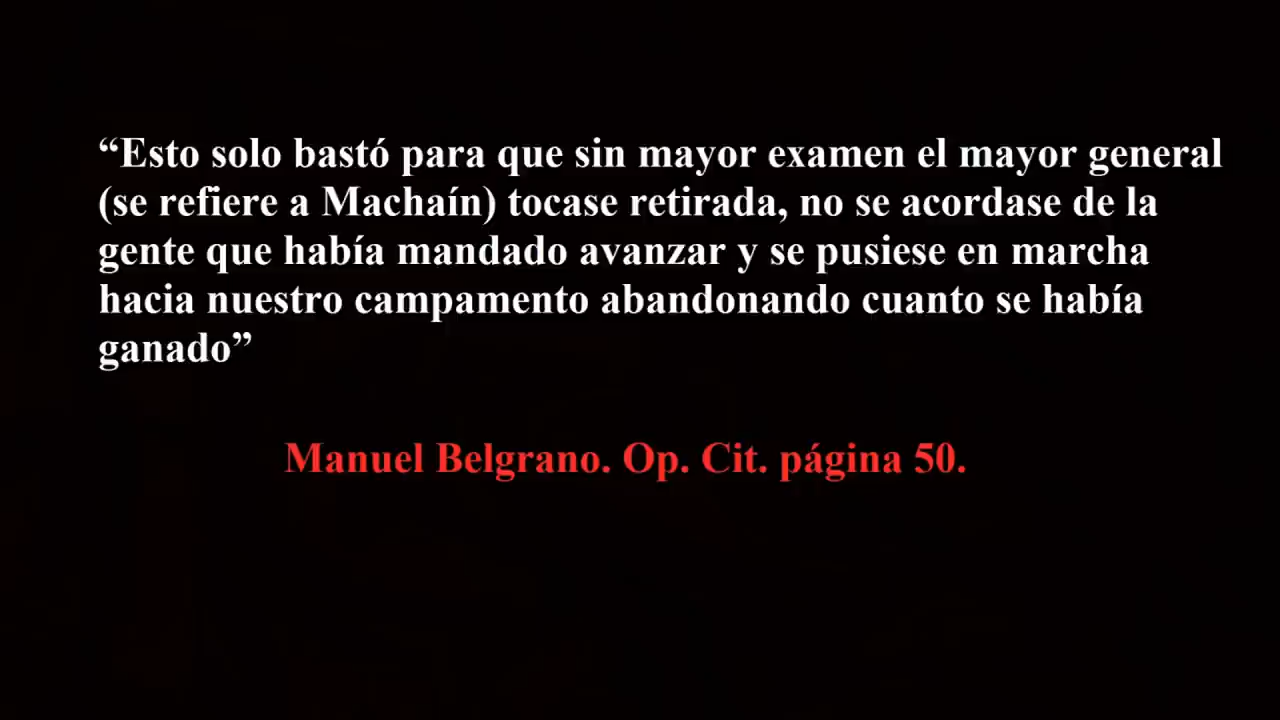 “Esto solo bastó para que sin mayor examen el mayor general
(se refiere a Machaín) tocase retirada, no se acordase de la
gente que había mandado avanzar y se pusiese en marcha
hacia nuestro campamento abandonando cuanto se había
ganado”
Manuel Belgrano. Op. Cit. página 50.